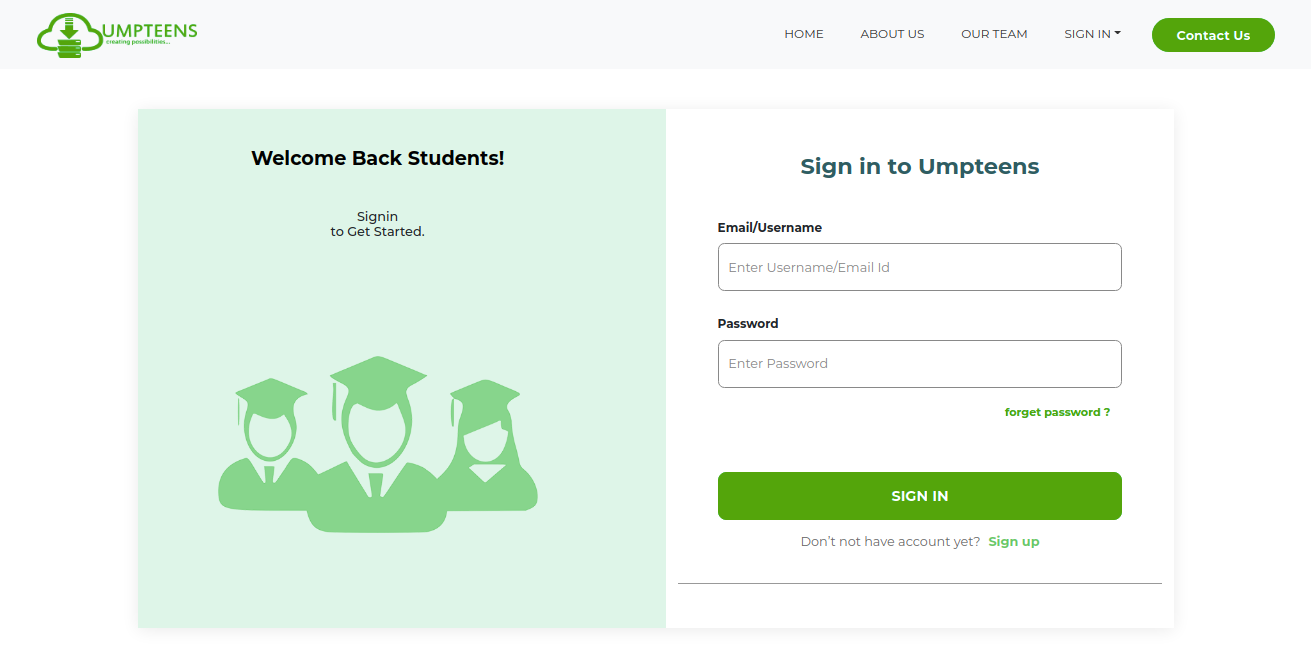 UMPTEENS
creating possibilities...
HOME ABOUT US OUR TEAM SIGN IN Contact Us
Welcome Back Students!
Signin
to Get Started.
Sign in to Umpteens
Email/Username
Enter Username/Email Id
Password
Enter Password
forget password ?
SIGN IN
Don't not have account yet? Sign up